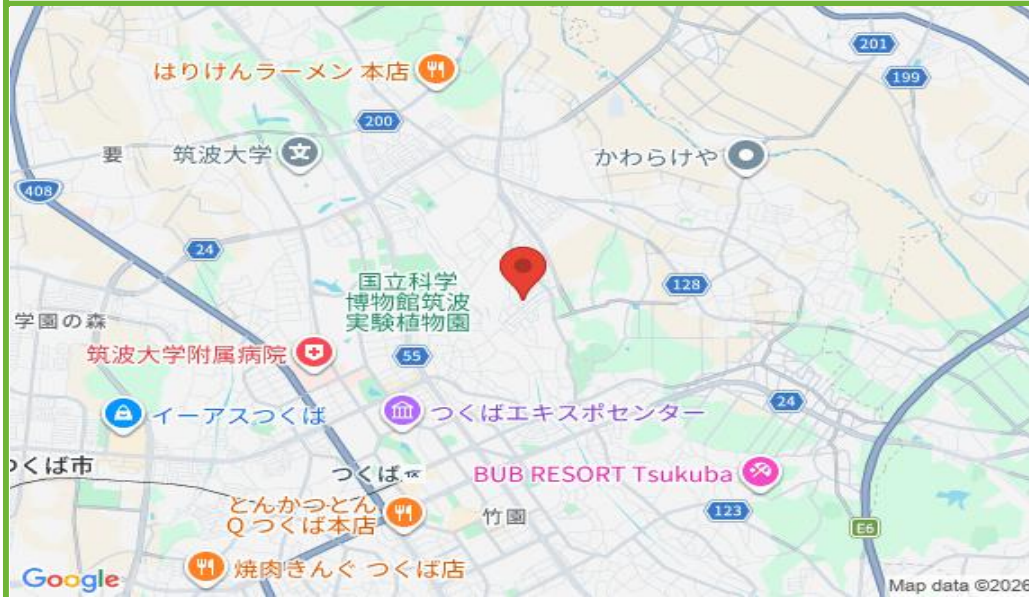 201
はりけんラーメン 本店
199
200
要
筑波大学
かわらけや
408
24
国立科学
博物館筑波
実験植物園
128
学園の森
筑波大学附属病院
55
24
イーアスつくば
つくばエキスポセンター
つくば市
つくば
BUB RESORT Tsukuba
とんかつとん
Q つくば本店
竹園
123
E6
焼肉きんぐ つくば店
Google
Map data ©2026